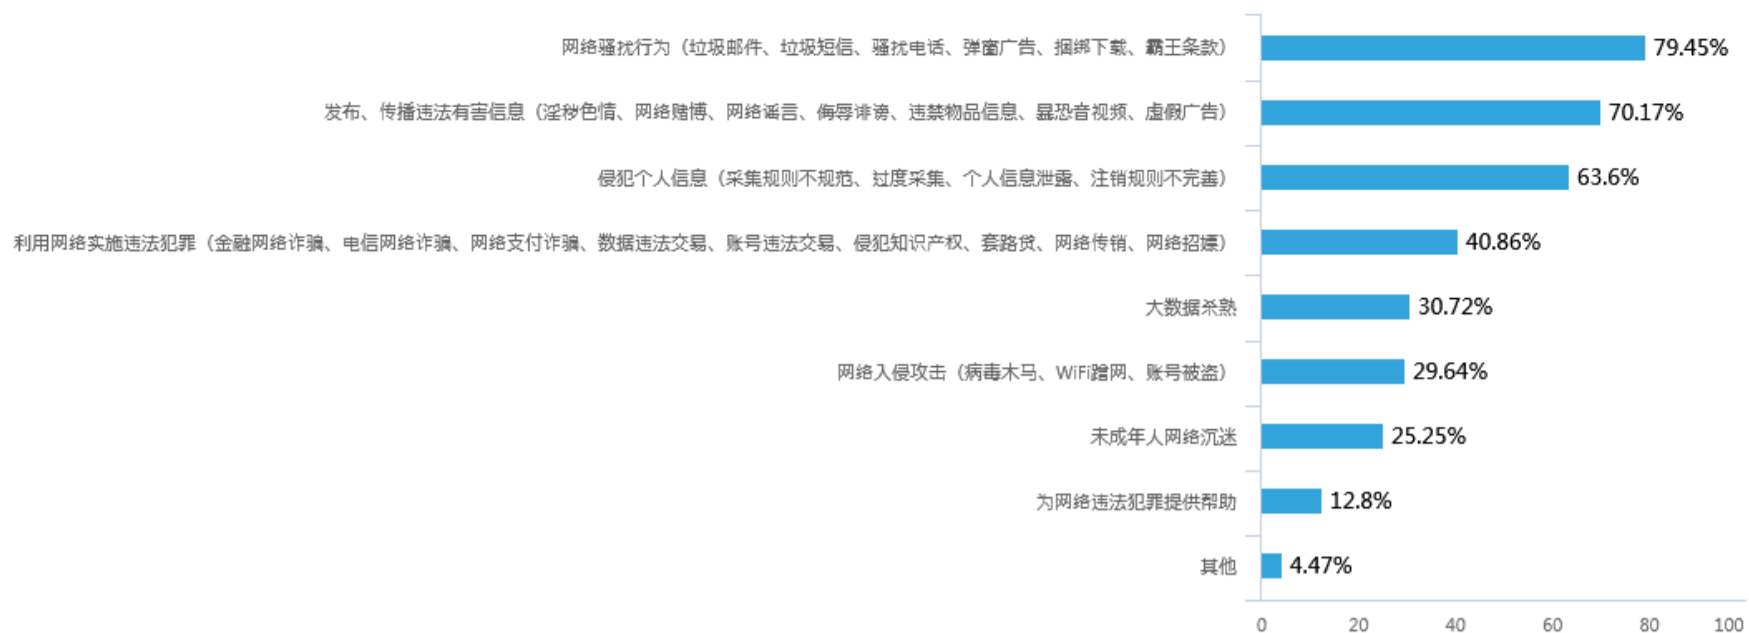 网络骚扰行为（垃圾邮件、垃圾短信、骚扰电话、弹窗广告、捆绑下载、霸王条款） 79.45%
发布、传播违法有害信息（淫秽色情、网络赌博、网络谣言、侮辱诽谤、违禁物品信息、暴恐音视频、虚假广告） 70.17%
侵犯个人信息（采集规则不规范、过度采集、个人信息泄露、注销规则不完善） 63.6%
利用网络实施违法犯罪（金融网络诈骗、电信网络诈骗、网络支付诈骗、数据违法交易、账号违法交易、侵犯知识产权、套路贷、网络传销、网络招嫖） 40.86%
大数据杀熟 30.72%
网络入侵攻击（病毒木马、WiFi蹭网、账号被盗） 29.64%
未成年人网络沉迷 25.25%
为网络违法犯罪提供帮助 12.8%
其他 4.47%
0 20 40 60 80 100